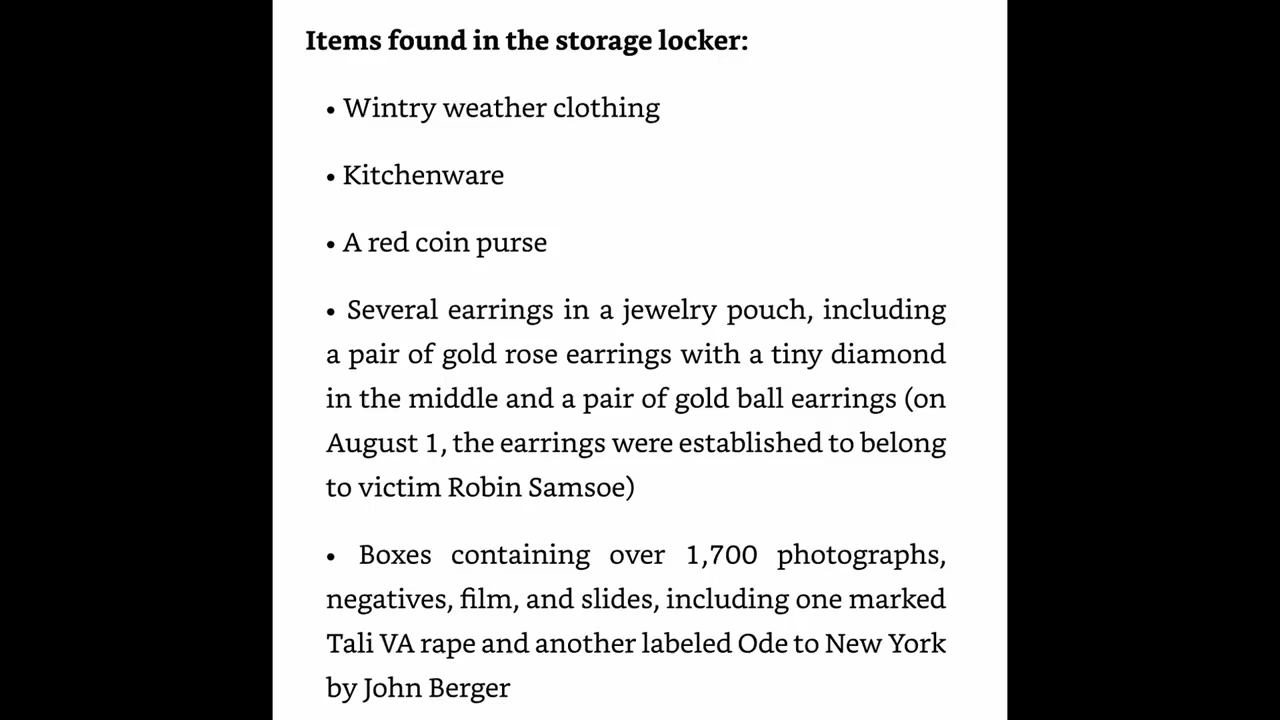 Items found in the storage locker:
• Wintry weather clothing
• Kitchenware
• A red coin purse
• Several earrings in a jewelry pouch, including
a pair of gold rose earrings with a tiny diamond
in the middle and a pair of gold ball earrings (on
August 1, the earrings were established to belong
to victim Robin Samsoe)
• Boxes containing over 1,700 photographs,
negatives, film, and slides, including one marked
Tali VA rape and another labeled Ode to New York
by John Berger